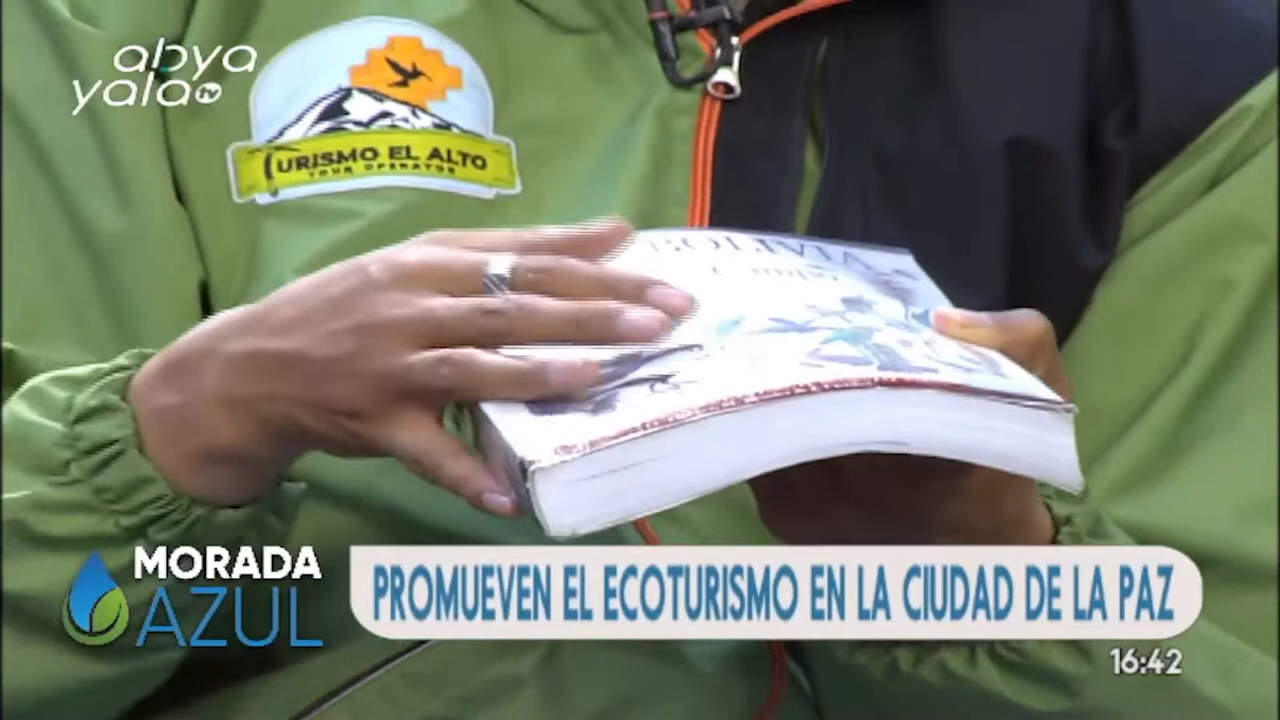 abya
yala TV
TURISMO EL ALTO
TOUR OPERATOR
MORADA
AZUL
PROMUEVEN EL ECOTURISMO EN LA CIUDAD DE LA PAZ
16:42